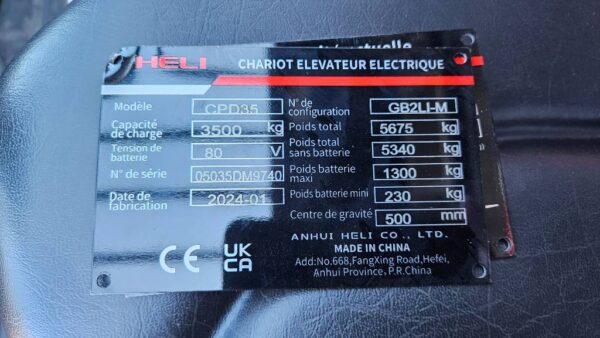 actuelle
HELI
CHARIOT ELEVATEUR ELECTRIQUE
Modèle CPD35
Capacité de charge 3500 kg
Tension de batterie 80 V
N° de série 05035DM9740
Date de fabrication 2024-01
N° de configuration GB2LI-M
Poids total 5675 kg
Poids total sans batterie 5340 kg
Poids batterie maxi 1300 kg
Poids batterie mini 230 kg
Centre de gravité 500 mm
CE UKCA
ANHUI HELI CO., LTD.
MADE IN CHINA
Add:No.668,FangXing Road,Hefei,
Anhui Province, P.R.China